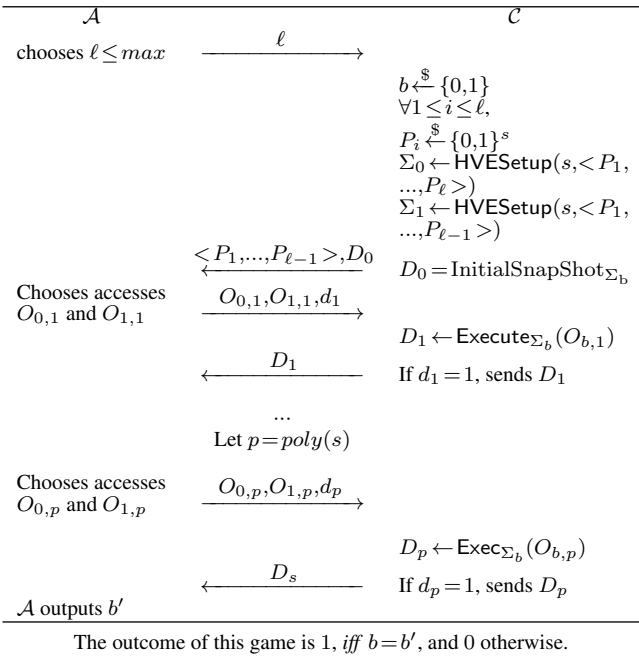 𝒜 𝒞
chooses ℓ ≤ max ℓ
b ←$ {0,1}
∀1 ≤ i ≤ ℓ,
P_i ←$ {0,1}^s
Σ_0 ← HVESetup(s,<P_1,
...,P_ℓ>)
Σ_1 ← HVESetup(s,<P_1,
...,P_{ℓ−1}>)
<P_1,...,P_{ℓ−1}>,D_0 D_0 = InitialSnapShot_{Σ_b}
Chooses accesses O_{0,1},O_{1,1},d_1
O_{0,1} and O_{1,1}
D_1 ← Execute_{Σ_b}(O_{b,1})
D_1 If d_1 = 1, sends D_1
...
Let p = poly(s)
Chooses accesses O_{0,p},O_{1,p},d_p
O_{0,p} and O_{1,p}
D_p ← Exec_{Σ_b}(O_{b,p})
D_s If d_p = 1, sends D_p
𝒜 outputs b′
The outcome of this game is 1, iff b = b′, and 0 otherwise.